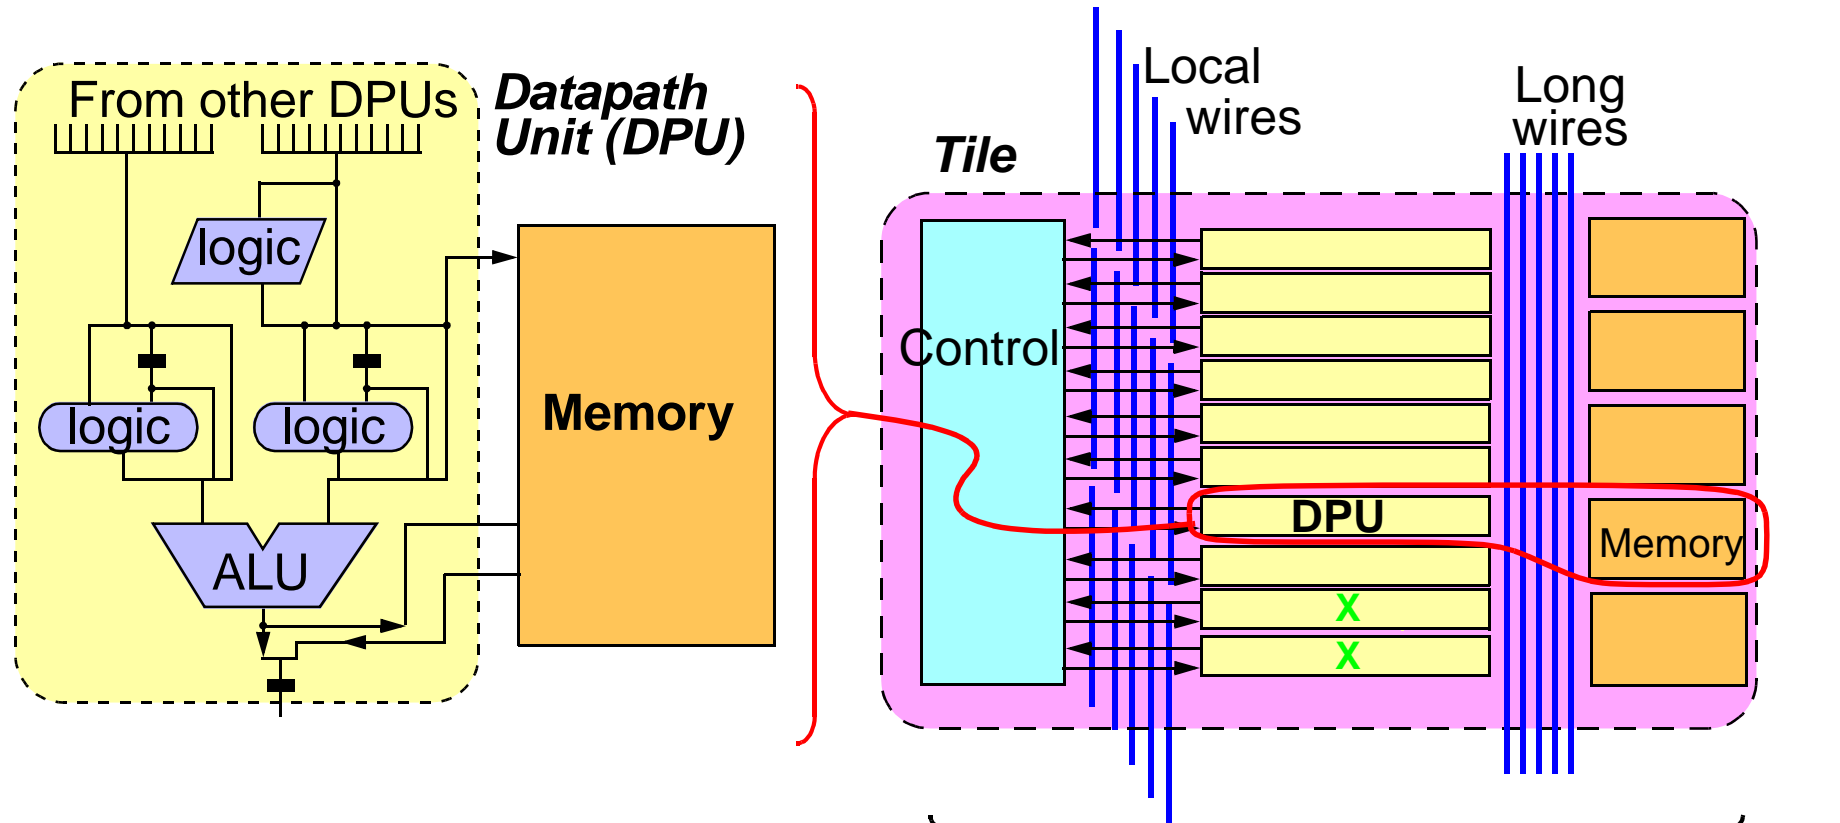 From other DPUs
Datapath
Unit (DPU)
logic
logic
logic
ALU
Memory
Local
wires
Long
wires
Tile
Control
DPU
Memory
X
X